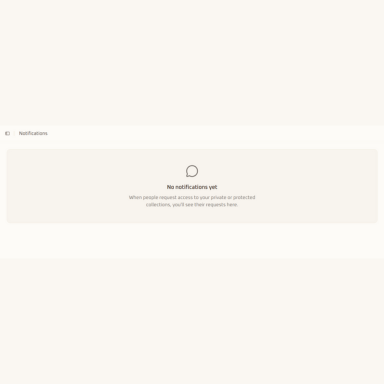 Notifications
No notifications yet
When people request access to your private or protected
collections, you'll see their requests here.